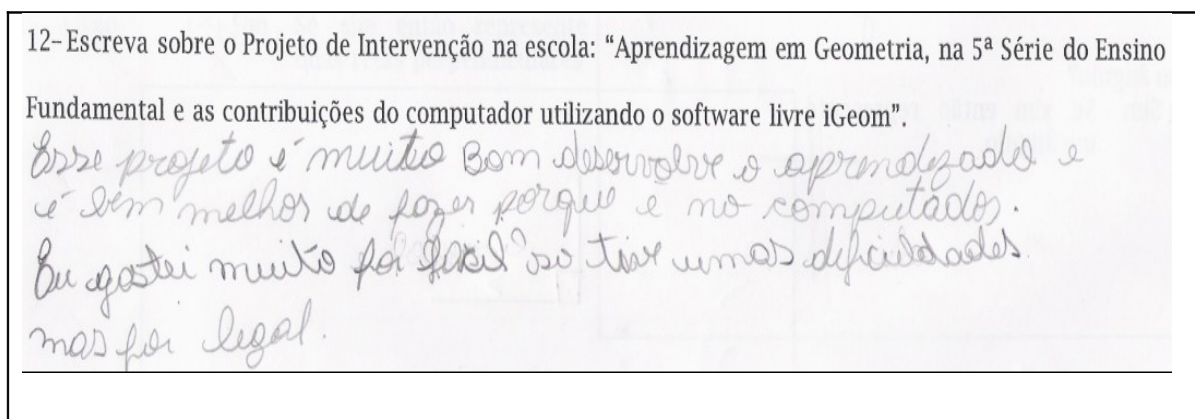 12-Escreva sobre o Projeto de Intervenção na escola: “Aprendizagem em Geometria, na 5ª Série do Ensino
Fundamental e as contribuições do computador utilizando o software livre iGeom”.
Esse projeto é muito Bom desenvolve o aprendizado e
é bem melhor de fazer porque e no computador.
Eu gostei muito foi facil só tive umas dificuldades
mas foi legal.